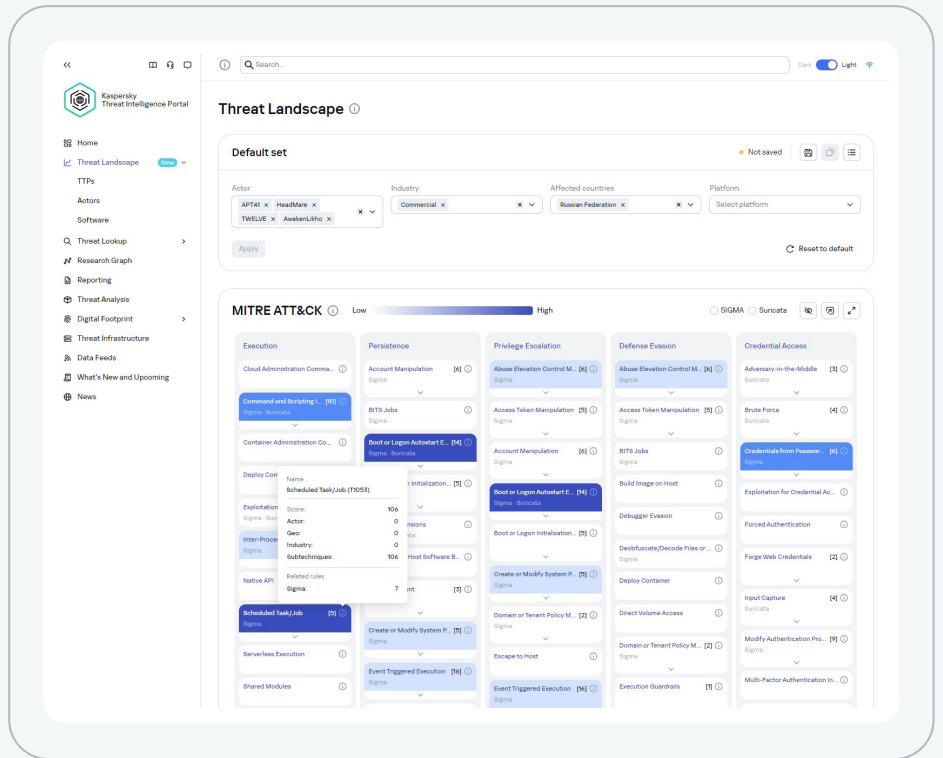 Search...
Dark
Light
Kaspersky
Threat Intelligence Portal
Home
Threat Landscape
New
TTPs
Actors
Software
Threat Lookup
Research Graph
Reporting
Threat Analysis
Digital Footprint
Threat Infrastructure
Data Feeds
What's New and Upcoming
News
Threat Landscape
Default set
Not saved
Actor
APT41 × HeadMare ×
TWELVE × AwakenLikho ×
Industry
Commercial ×
Affected countries
Russian Federation ×
Platform
Select platform
Apply
Reset to default
MITRE ATT&CK
Low
High
SIGMA
Suricata
Execution
Cloud Administration Comma...
Command and Scripting I... [10]
Sigma · Suricata
Container Administration Co...
Deploy Con
Exploitation
Sigma · Suri
Inter-Proce
Sigma
Native API
Scheduled Task/Job [5]
Sigma
Serverless Execution
Shared Modules
Name
Scheduled Task/Job (T1053)
Score: 106
Actor: 0
Geo: 0
Industry: 0
Subtechniques: 106
Related rules
Sigma: 7
Persistence
Account Manipulation [6]
Sigma
BITS Jobs
Sigma
Boot or Logon Autostart E... [14]
Sigma · Suricata
n Initialization... [5]
nsions
ta
Host Software B...
nt [3]
Create or Modify System P... [5]
Sigma
Event Triggered Execution [16]
Sigma
Privilege Escalation
Abuse Elevation Control M... [6]
Sigma
Access Token Manipulation [5]
Sigma
Account Manipulation [6]
Sigma
Boot or Logon Autostart E... [14]
Sigma · Suricata
Boot or Logon Initialization... [5]
Create or Modify System P... [5]
Sigma
Domain or Tenant Policy M... [2]
Sigma
Escape to Host
Event Triggered Execution [16]
Sigma
Defense Evasion
Abuse Elevation Control M... [6]
Sigma
Access Token Manipulation [5]
Sigma
BITS Jobs
Sigma
Build Image on Host
Debugger Evasion
Deobfuscate/Decode Files or ...
Sigma
Deploy Container
Direct Volume Access
Domain or Tenant Policy M... [2]
Sigma
Execution Guardrails [1]
Credential Access
Adversary-in-the-Middle [3]
Suricata
Brute Force [4]
Suricata
Credentials from Passwor... [6]
Sigma
Exploitation for Credential Ac...
Forced Authentication
Forge Web Credentials [2]
Input Capture [4]
Suricata
Modify Authentication Pro... [9]
Sigma
Multi-Factor Authentication In...